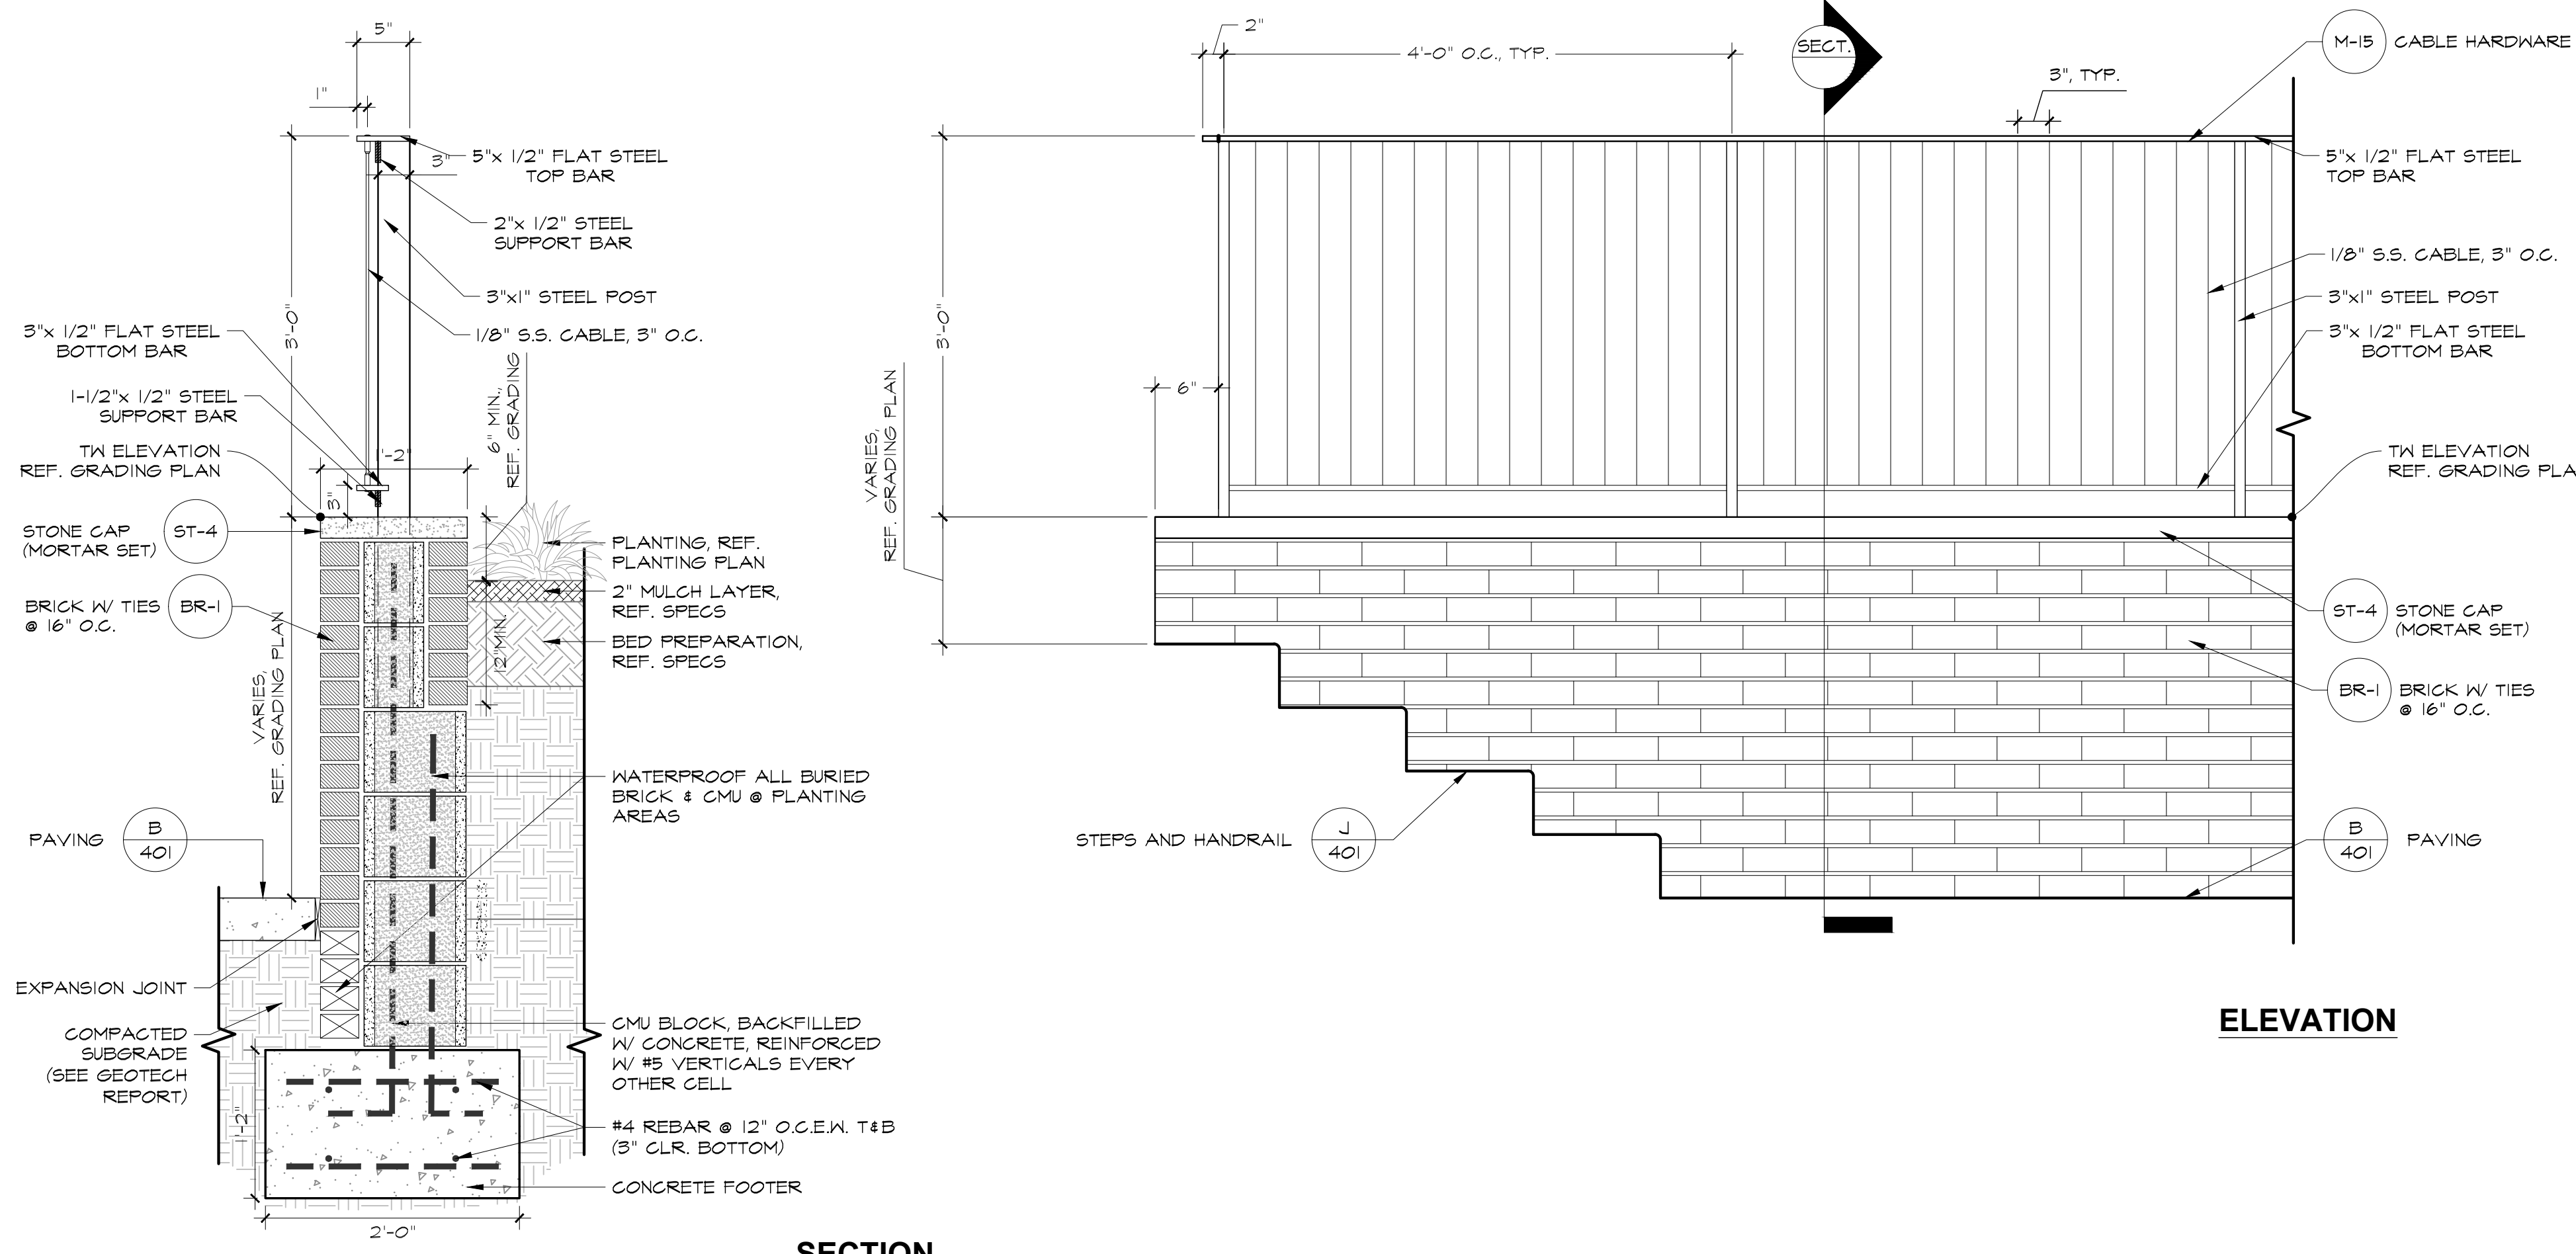 5"
1"
3'-0"
3"
5"x 1/2" FLAT STEEL
TOP BAR
2"x 1/2" STEEL
SUPPORT BAR
3"x1" STEEL POST
1/8" S.S. CABLE, 3" O.C.
3"x 1/2" FLAT STEEL
BOTTOM BAR
1-1/2"x 1/2" STEEL
SUPPORT BAR
TW ELEVATION
REF. GRADING PLAN
1'-2"
3"
6" MIN.,
REF. GRADING
STONE CAP
(MORTAR SET)
ST-4
BRICK W/ TIES
@ 16" O.C.
BR-1
VARIES,
REF. GRADING PLAN
PLANTING, REF.
PLANTING PLAN
2" MULCH LAYER,
REF. SPECS
BED PREPARATION,
REF. SPECS
12"MIN.
WATERPROOF ALL BURIED
BRICK & CMU @ PLANTING
AREAS
PAVING
B
401
EXPANSION JOINT
COMPACTED
SUBGRADE
(SEE GEOTECH
REPORT)
CMU BLOCK, BACKFILLED
W/ CONCRETE, REINFORCED
W/ #5 VERTICALS EVERY
OTHER CELL
#4 REBAR @ 12" O.C.E.W. T&B
(3" CLR. BOTTOM)
CONCRETE FOOTER
1'-2"
2'-0"
SECTION
2"
4'-0" O.C., TYP.
SECT.
3", TYP.
M-15
CABLE HARDWARE
5"x 1/2" FLAT STEEL
TOP BAR
1/8" S.S. CABLE, 3" O.C.
3"x1" STEEL POST
3"x 1/2" FLAT STEEL
BOTTOM BAR
3'-0"
6"
VARIES,
REF. GRADING PLAN
TW ELEVATION
REF. GRADING PLA
ST-4
STONE CAP
(MORTAR SET)
BR-1
BRICK W/ TIES
@ 16" O.C.
STEPS AND HANDRAIL
J
401
B
401
PAVING
ELEVATION